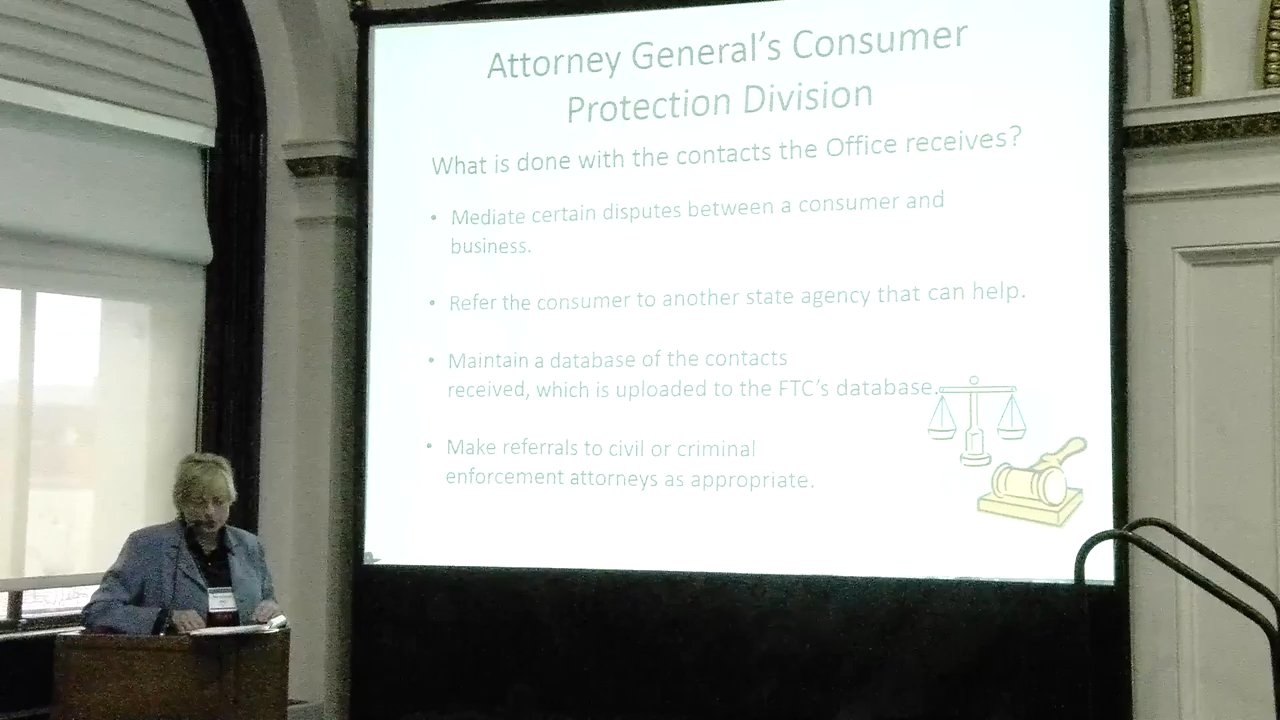 Attorney General's Consumer
Protection Division
What is done with the contacts the Office receives?
• Mediate certain disputes between a consumer and
business.
• Refer the consumer to another state agency that can help.
• Maintain a database of the contacts
received, which is uploaded to the FTC's database.
• Make referrals to civil or criminal
enforcement attorneys as appropriate.